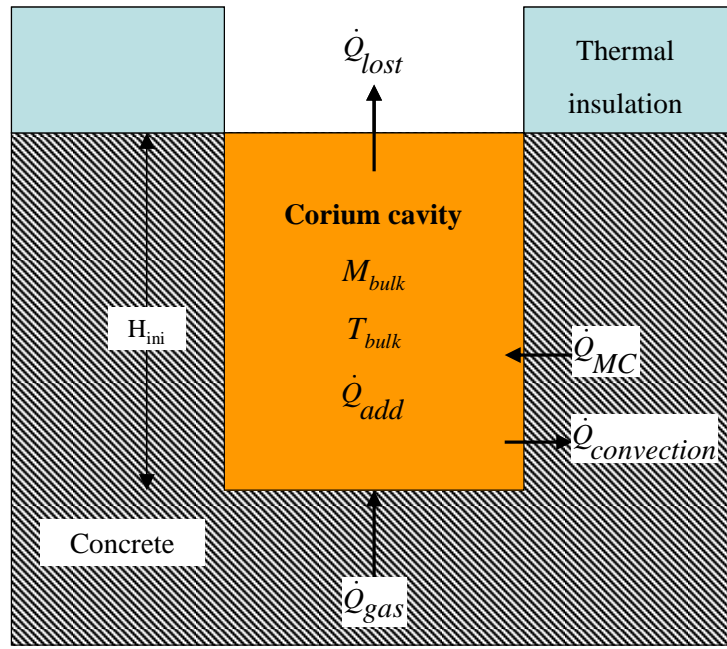 Q̇lost
Thermal
insulation
Corium cavity
Mbulk
Tbulk
Hini
Q̇MC
Q̇add
Q̇convection
Concrete
Q̇gas